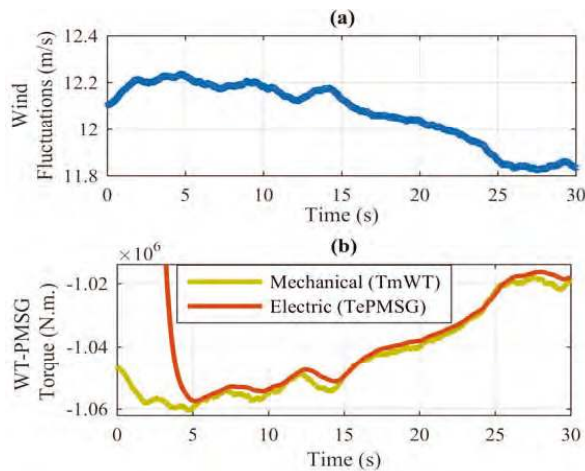 (a)
Wind
Fluctuations (m/s)
12.4
12.2
12
11.8
0 5 10 15 20 25 30
Time (s)
(b)
×10⁶
WT-PMSG
Torque (N.m.)
-1.02
-1.04
-1.06
Mechanical (TmWT)
Electric (TePMSG)
0 5 10 15 20 25 30
Time (s)